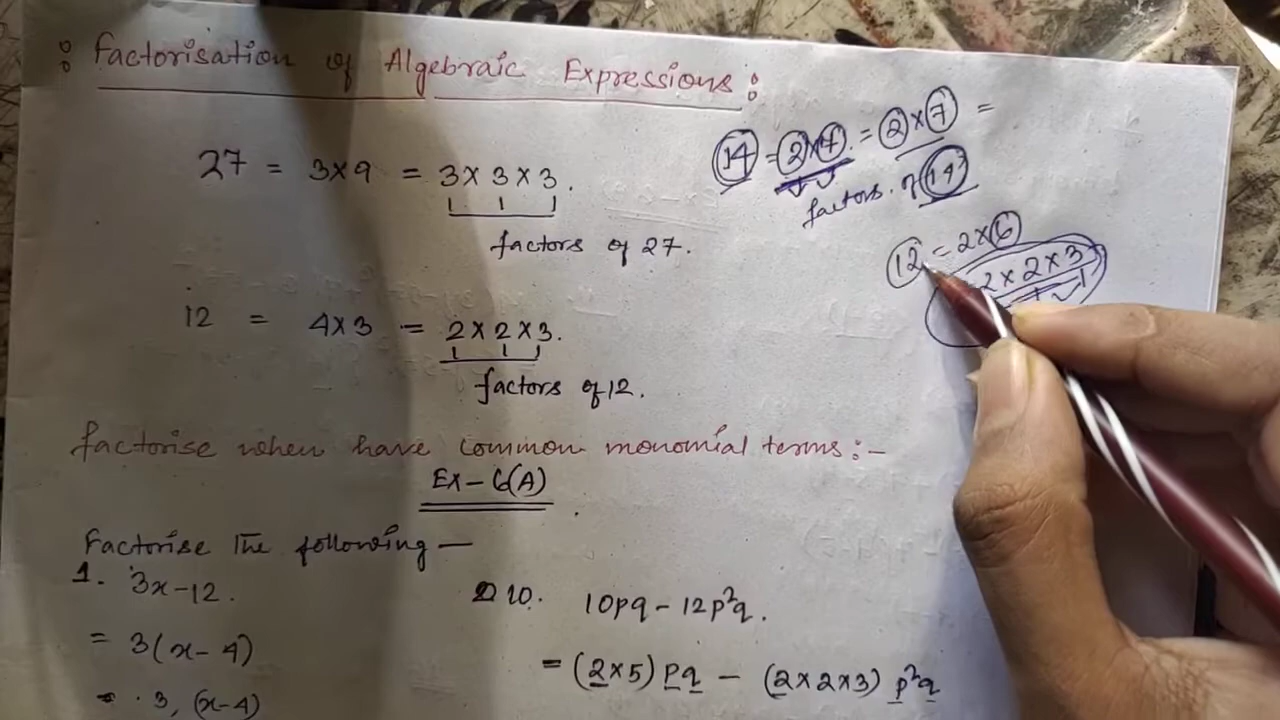 : Factorisation of Algebraic Expressions :
27 = 3×9 = 3×3×3.
factors of 27.
14 = 2×7. = 2×7 =
factors. of 14
12 = 2×6
2×2×3
12 = 4×3 = 2×2×3.
factors of 12.
factorise when have common monomial terms :-
Ex - 6(A)
Factorise The following —
1. 3x-12.
= 3(x-4)
= 3, (x-4)
20. 10pq - 12p²q.
= (2×5) pq - (2×2×3) p²q